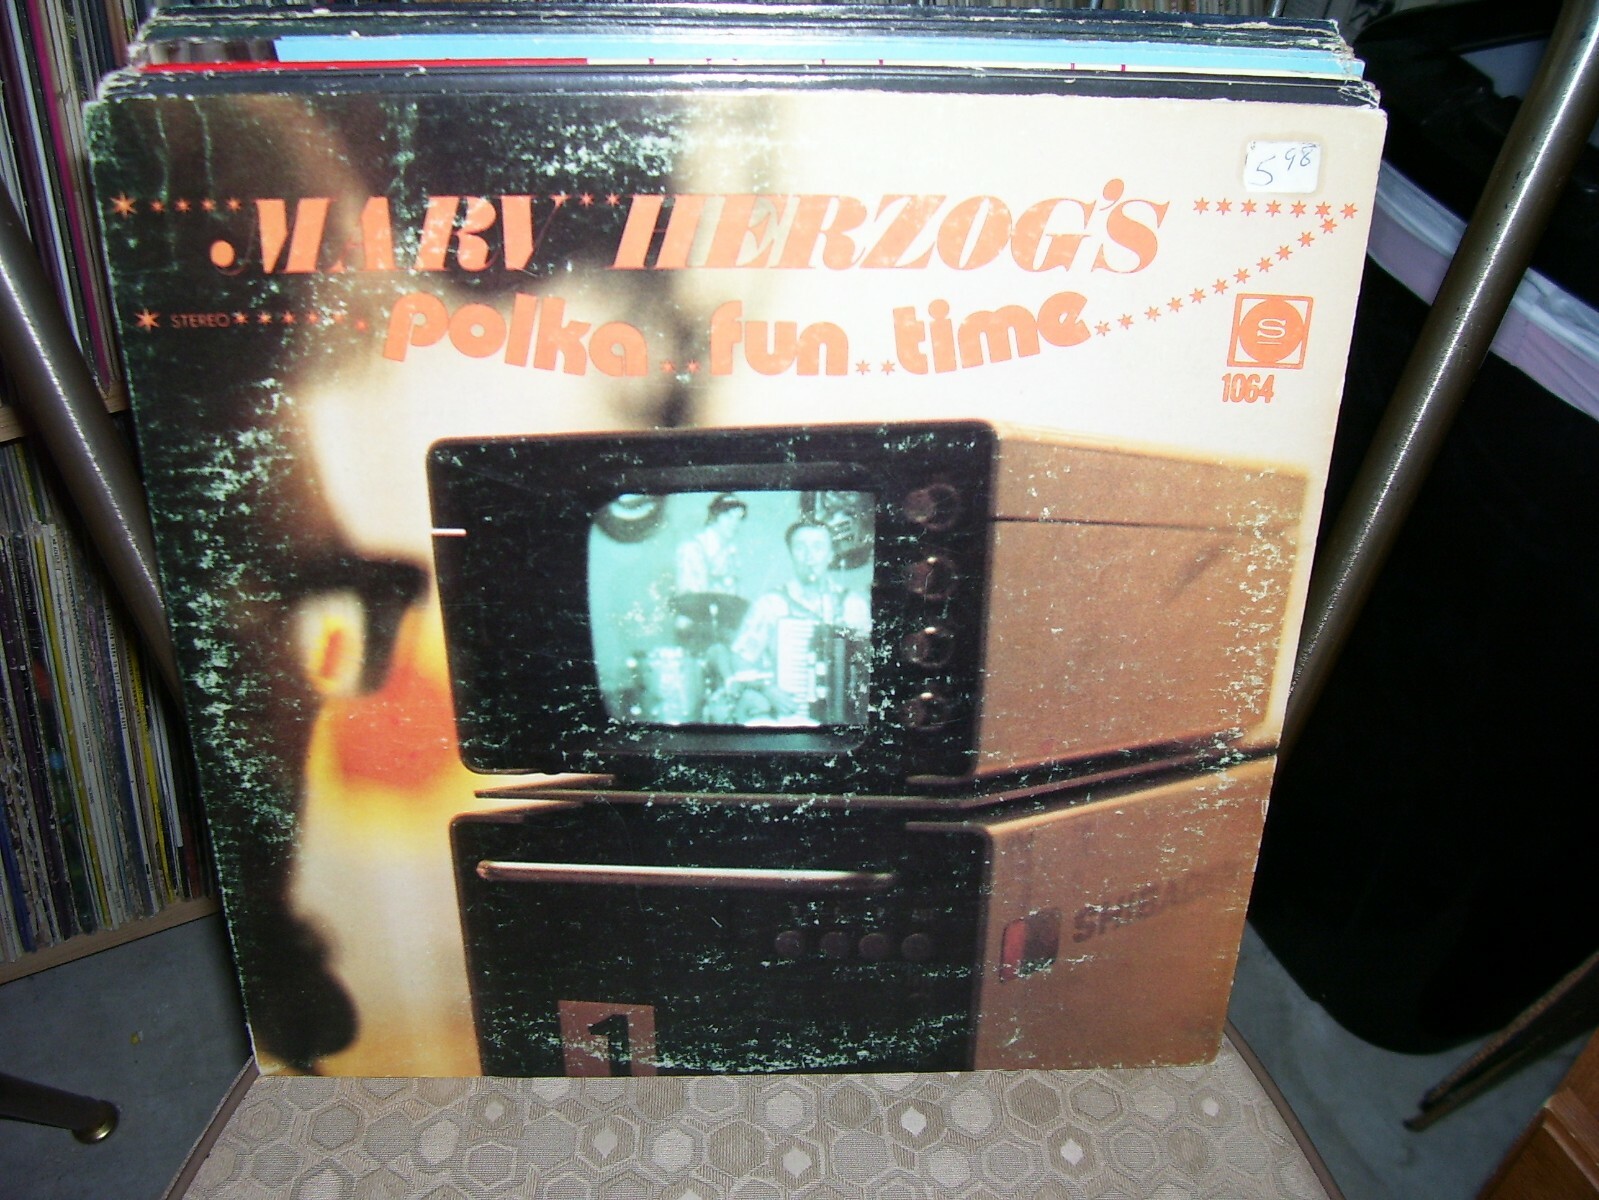 5 98
MARV HERZOG'S
STEREO
polka fun time
S
1064
1